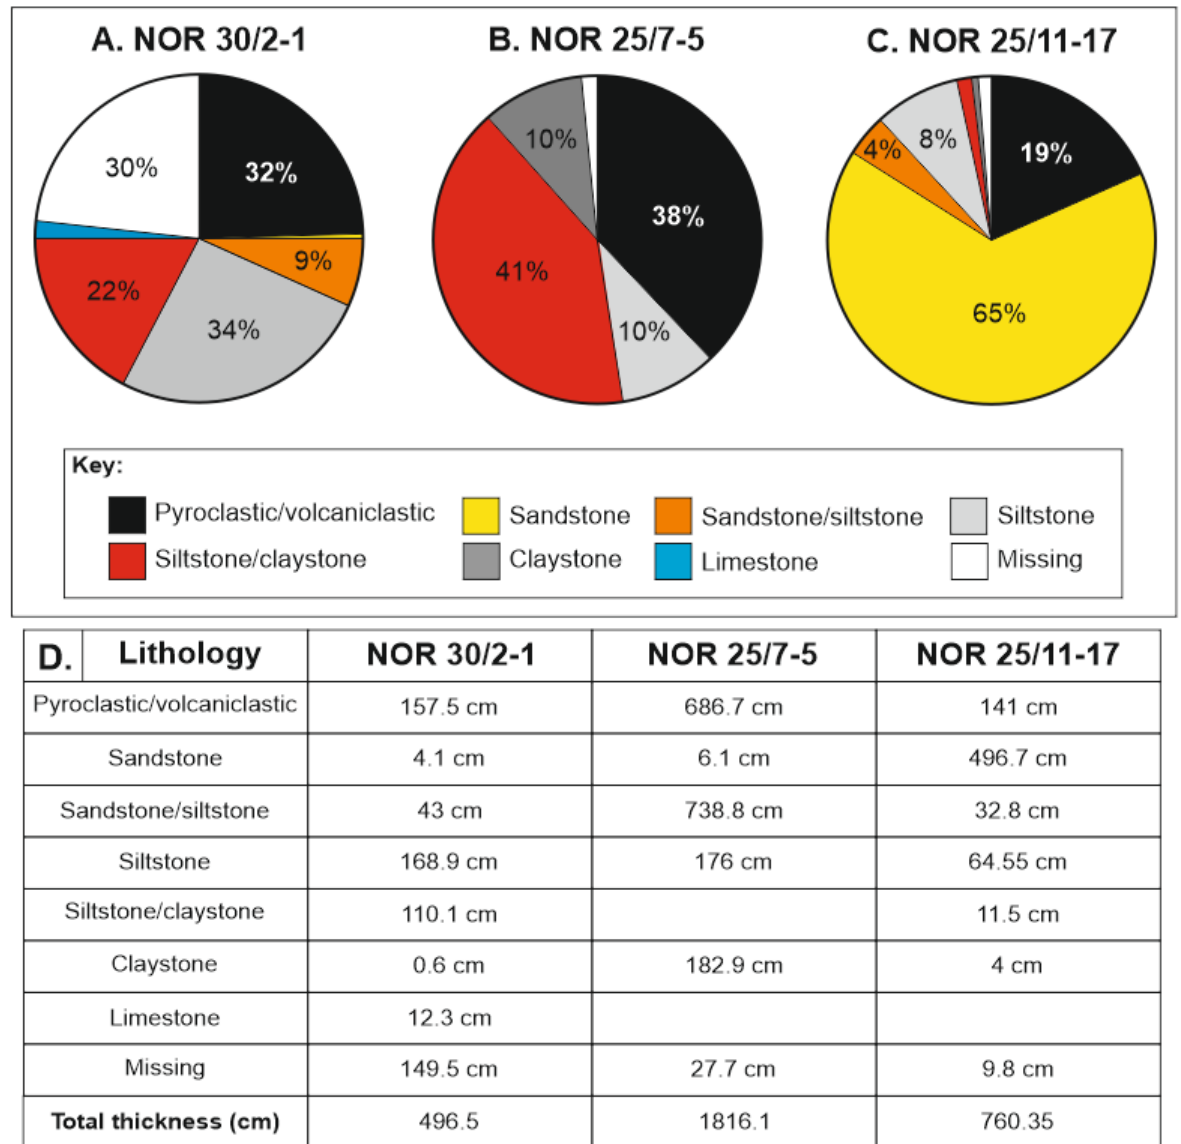 A. NOR 30/2-1
B. NOR 25/7-5
C. NOR 25/11-17
30%
32%
9%
22%
34%
10%
38%
41%
10%
4%
8%
19%
65%
Key:
Pyroclastic/volcaniclastic
Sandstone
Sandstone/siltstone
Siltstone
Siltstone/claystone
Claystone
Limestone
Missing
D. Lithology NOR 30/2-1 NOR 25/7-5 NOR 25/11-17
Pyroclastic/volcaniclastic 157.5 cm 686.7 cm 141 cm
Sandstone 4.1 cm 6.1 cm 496.7 cm
Sandstone/siltstone 43 cm 738.8 cm 32.8 cm
Siltstone 168.9 cm 176 cm 64.55 cm
Siltstone/claystone 110.1 cm 11.5 cm
Claystone 0.6 cm 182.9 cm 4 cm
Limestone 12.3 cm
Missing 149.5 cm 27.7 cm 9.8 cm
Total thickness (cm) 496.5 1816.1 760.35